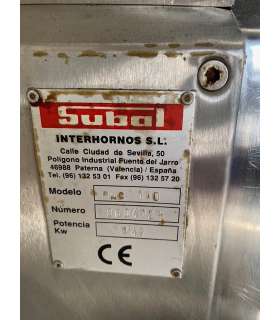 Subal
INTERHORNOS S.L.
Calle Ciudad de Sevilla, 50
Polígono Industrial Fuente del Jarro
46988 Paterna (Valencia) / España
Tel. (96) 132 53 01 Fax (96) 132 57 20
Modelo
Número
Potencia
Kw
CE